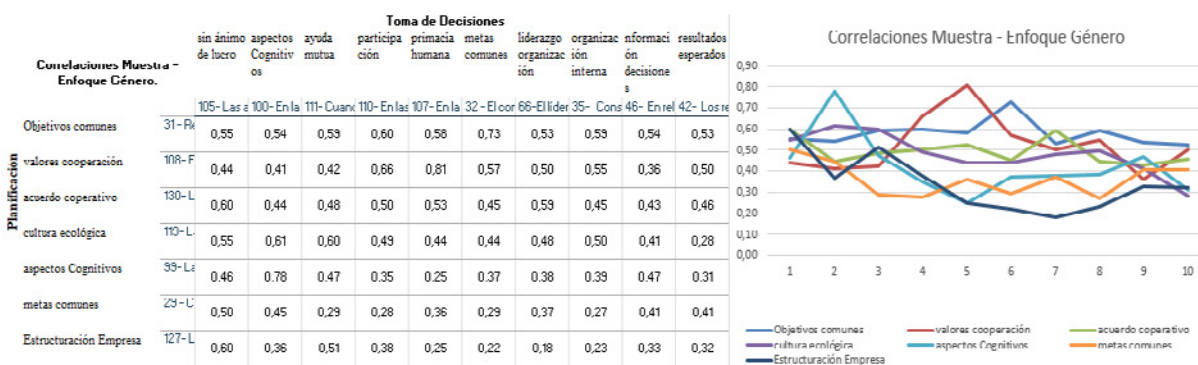 Toma de Decisiones
sin ánimo de lucro aspectos Cognitivos ayuda mutua participación primacia humana metas comunes liderazgo organización organización interna nformación decisiones resultados esperados
Correlaciones Muestra – Enfoque Género.
105- Las a 100- En la 111- Cuand 110- En las 107- En la 32 - El cor 66-El líder 35- Cons 46- En rel 42- Los re
Planificación
Objetivos comunes 31- Re 0,55 0,54 0,59 0,60 0,58 0,73 0,53 0,59 0,54 0,53
valores cooperación 108- E 0,44 0,41 0,42 0,66 0,81 0,57 0,50 0,55 0,36 0,50
acuerdo coperativo 130- L 0,60 0,44 0,48 0,50 0,53 0,45 0,59 0,45 0,43 0,46
cultura ecológica 0,55 0,61 0,60 0,49 0,44 0,44 0,48 0,50 0,41 0,28
aspectos Cognitivos 99- La 0,46 0,78 0,47 0,35 0,25 0,37 0,38 0,39 0,47 0,31
metas comunes 29 - C 0,50 0,45 0,29 0,28 0,36 0,29 0,37 0,27 0,41 0,41
Estructuración Empresa 127- L 0,60 0,36 0,51 0,38 0,25 0,22 0,18 0,23 0,33 0,32
Correlaciones Muestra - Enfoque Género
0,90
0,80
0,70
0,60
0,50
0,40
0,30
0,20
0,10
0,00
1 2 3 4 5 6 7 8 9 10
Objetivos comunes valores cooperación acuerdo coperativo
cultura ecológica aspectos Cognitivos metas comunes
Estructuración Empresa